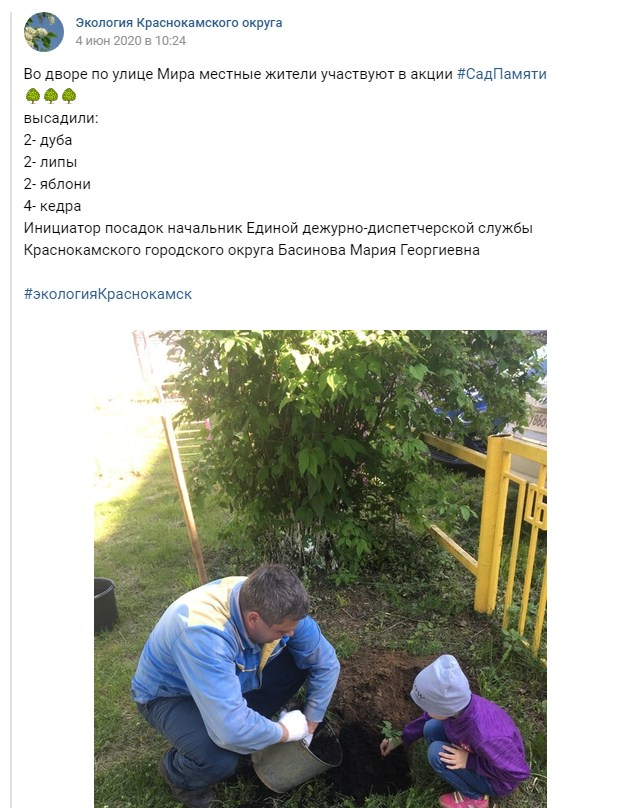 Экология Краснокамского округа
4 июн 2020 в 10:24
Во дворе по улице Мира местные жители участвуют в акции #СадПамяти
🌳🌳🌳
высадили:
2- дуба
2- липы
2- яблони
4- кедра
Инициатор посадок начальник Единой дежурно-диспетчерской службы
Краснокамского городского округа Басинова Мария Георгиевна
#экологияКраснокамск